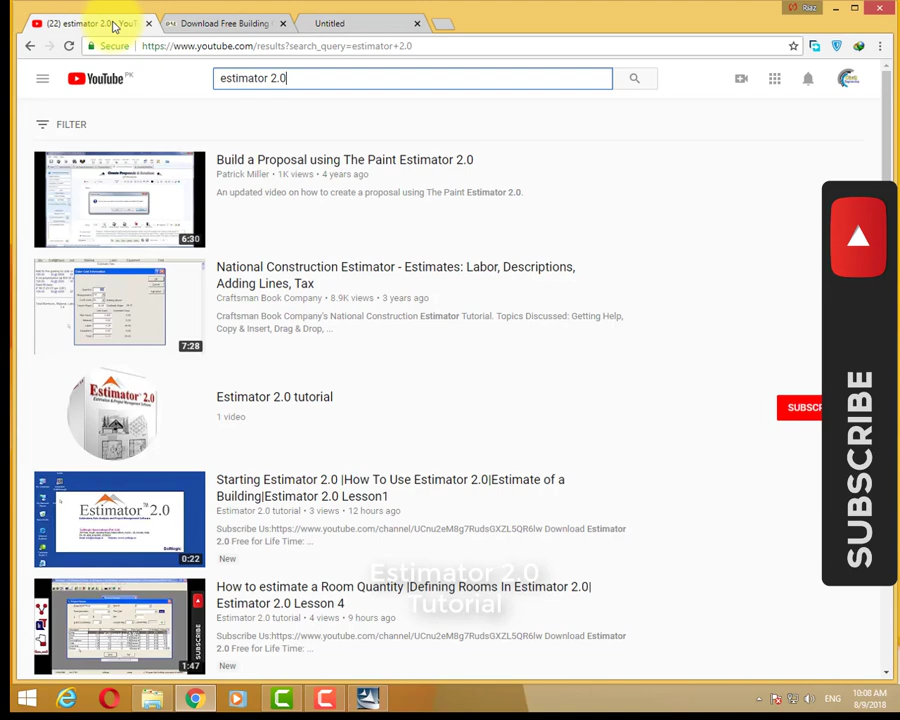 Riaz
(22) estimator 2.0 - YouT
Download Free Building
Untitled
Secure
https://www.youtube.com/results?search_query=estimator+2.0
YouTube PK
estimator 2.0
FILTER
Build a Proposal using The Paint Estimator 2.0
Patrick Miller • 1K views • 4 years ago
An updated video on how to create a proposal using The Paint Estimator 2.0.
6:30
National Construction Estimator - Estimates: Labor, Descriptions,
Adding Lines, Tax
Craftsman Book Company • 8.9K views • 3 years ago
Craftsman Book Company's National Construction Estimator Tutorial. Topics Discussed: Getting Help,
Copy & Insert, Drag & Drop, ...
7:28
Estimator 2.0
Estimator 2.0 tutorial
1 video
SUBSCR
SUBSCRIBE
Starting Estimator 2.0 |How To Use Estimator 2.0|Estimate of a
Building|Estimator 2.0 Lesson1
Estimator 2.0 tutorial • 3 views • 12 hours ago
Subscribe Us:https://www.youtube.com/channel/UCnu2eM8g7RudsGXZL5QR6lw Download Estimator
2.0 Free for Life Time: ...
New
Estimator™2.0
0:22
Estimator 2.0
Tutorial
How to estimate a Room Quantity |Defining Rooms In Estimator 2.0|
Estimator 2.0 Lesson 4
Estimator 2.0 tutorial • 4 views • 9 hours ago
Subscribe Us:https://www.youtube.com/channel/UCnu2eM8g7RudsGXZL5QR6lw Download Estimator
2.0 Free for Life Time: ...
New
SUBSCRIBE
1:47
ENG
10:08 AM
8/9/2018